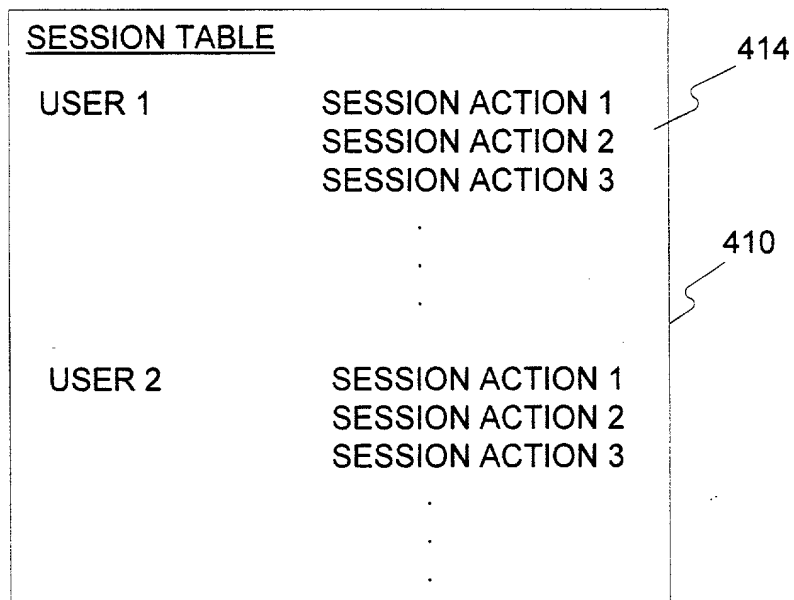 SESSION TABLE
414
USER 1 SESSION ACTION 1
SESSION ACTION 2
SESSION ACTION 3
.
.
.
410
USER 2 SESSION ACTION 1
SESSION ACTION 2
SESSION ACTION 3
.
.
.